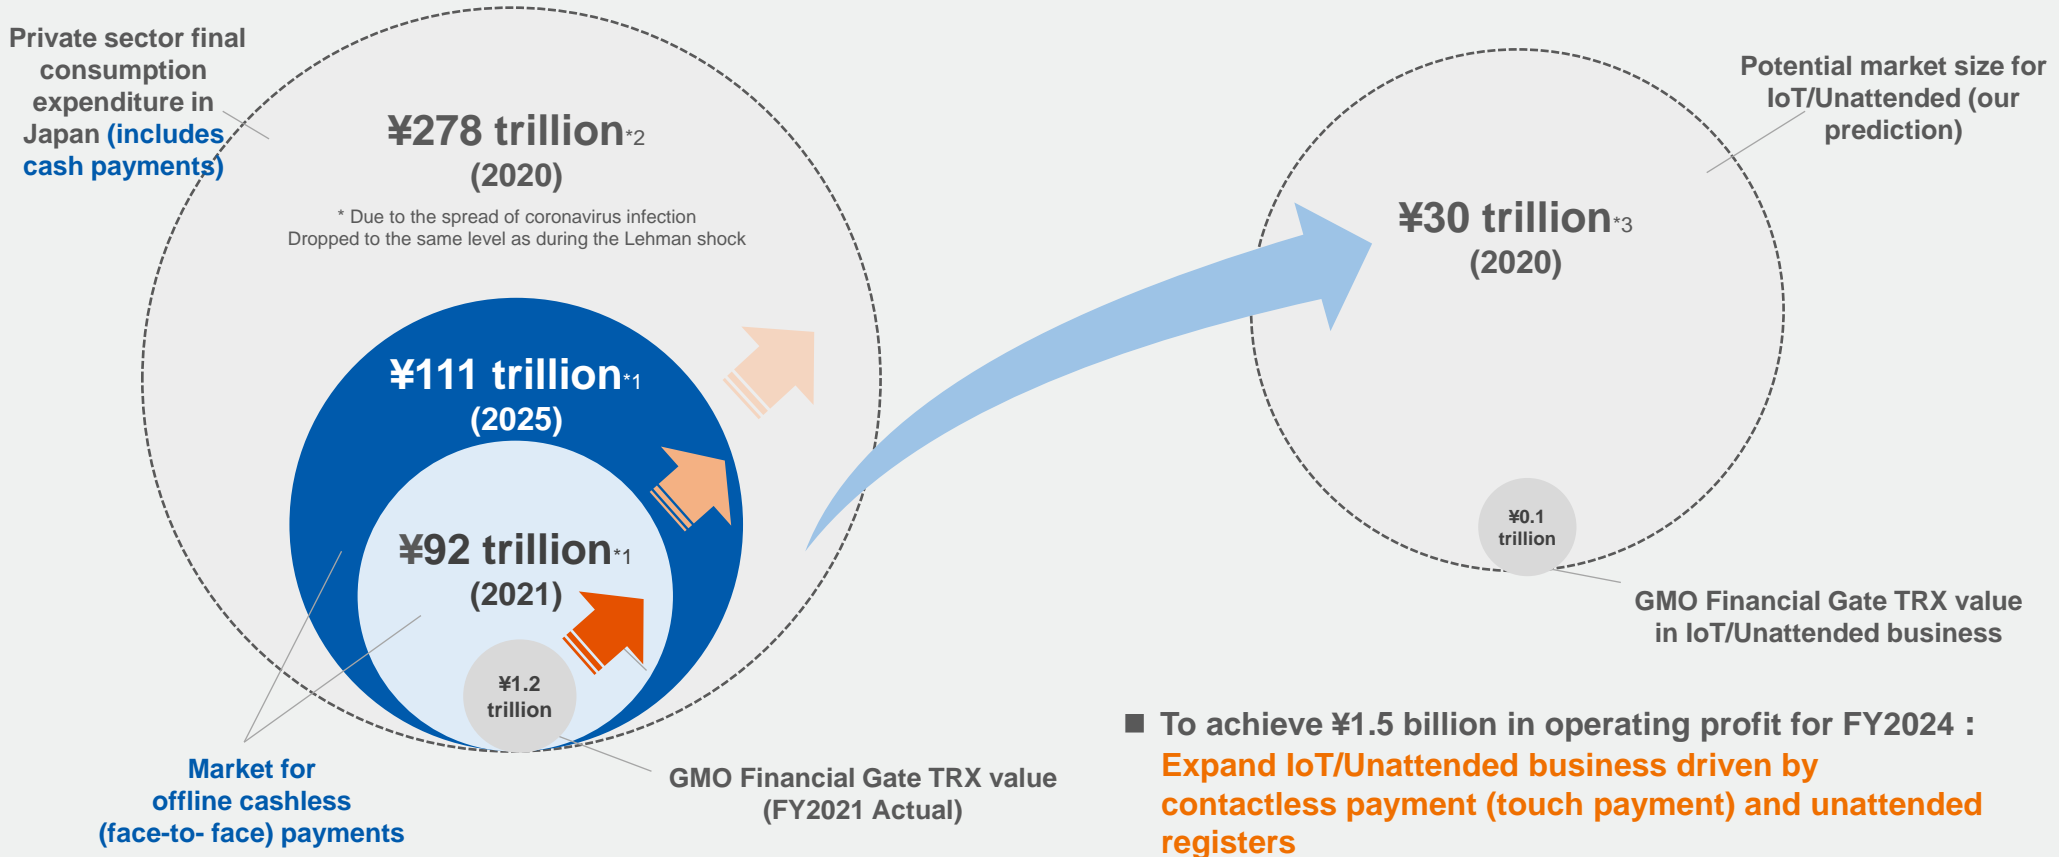 Private sector final
consumption
expenditure in
Japan (includes
cash payments)
¥278 trillion*2
(2020)
* Due to the spread of coronavirus infection
Dropped to the same level as during the Lehman shock
¥111 trillion*1
(2025)
¥92 trillion*1
(2021)
¥1.2
trillion
Market for
offline cashless
(face-to- face) payments
GMO Financial Gate TRX value
(FY2021 Actual)
Potential market size for
IoT/Unattended (our
prediction)
¥30 trillion*3
(2020)
¥0.1
trillion
GMO Financial Gate TRX value
in IoT/Unattended business
■ To achieve ¥1.5 billion in operating profit for FY2024 :
Expand IoT/Unattended business driven by
contactless payment (touch payment) and unattended
registers